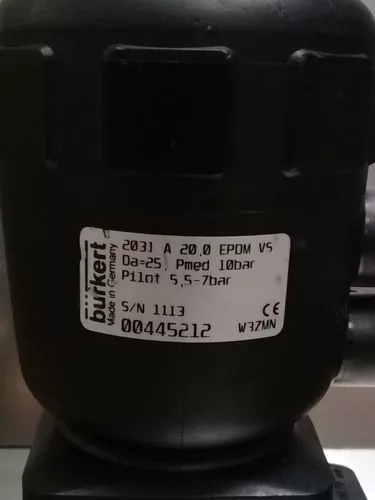 burkert
Made in Germany
2031 A 20,0 EPDM VS
Da=25, Pmed 10bar
Pilot 5,5-7bar
S/N 1113
CE
00445212
W37MN